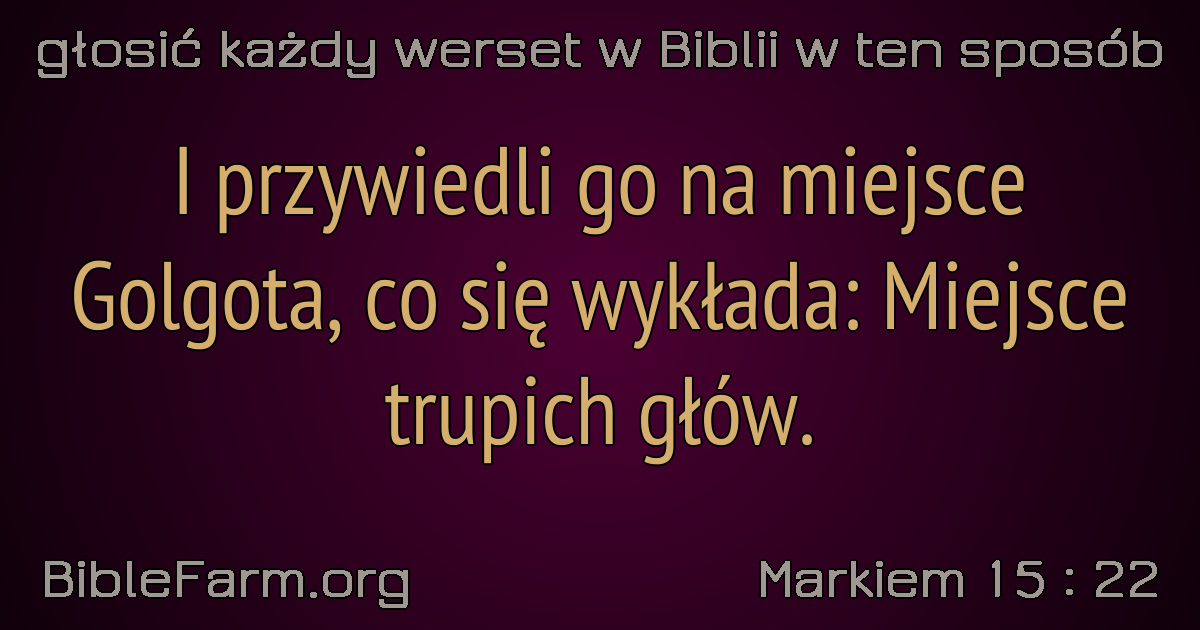 głosić każdy werset w Biblii w ten sposób
I przywiedli go na miejsce
Golgota, co się wykłada: Miejsce
trupich głów.
BibleFarm.org
Markiem 15 : 22